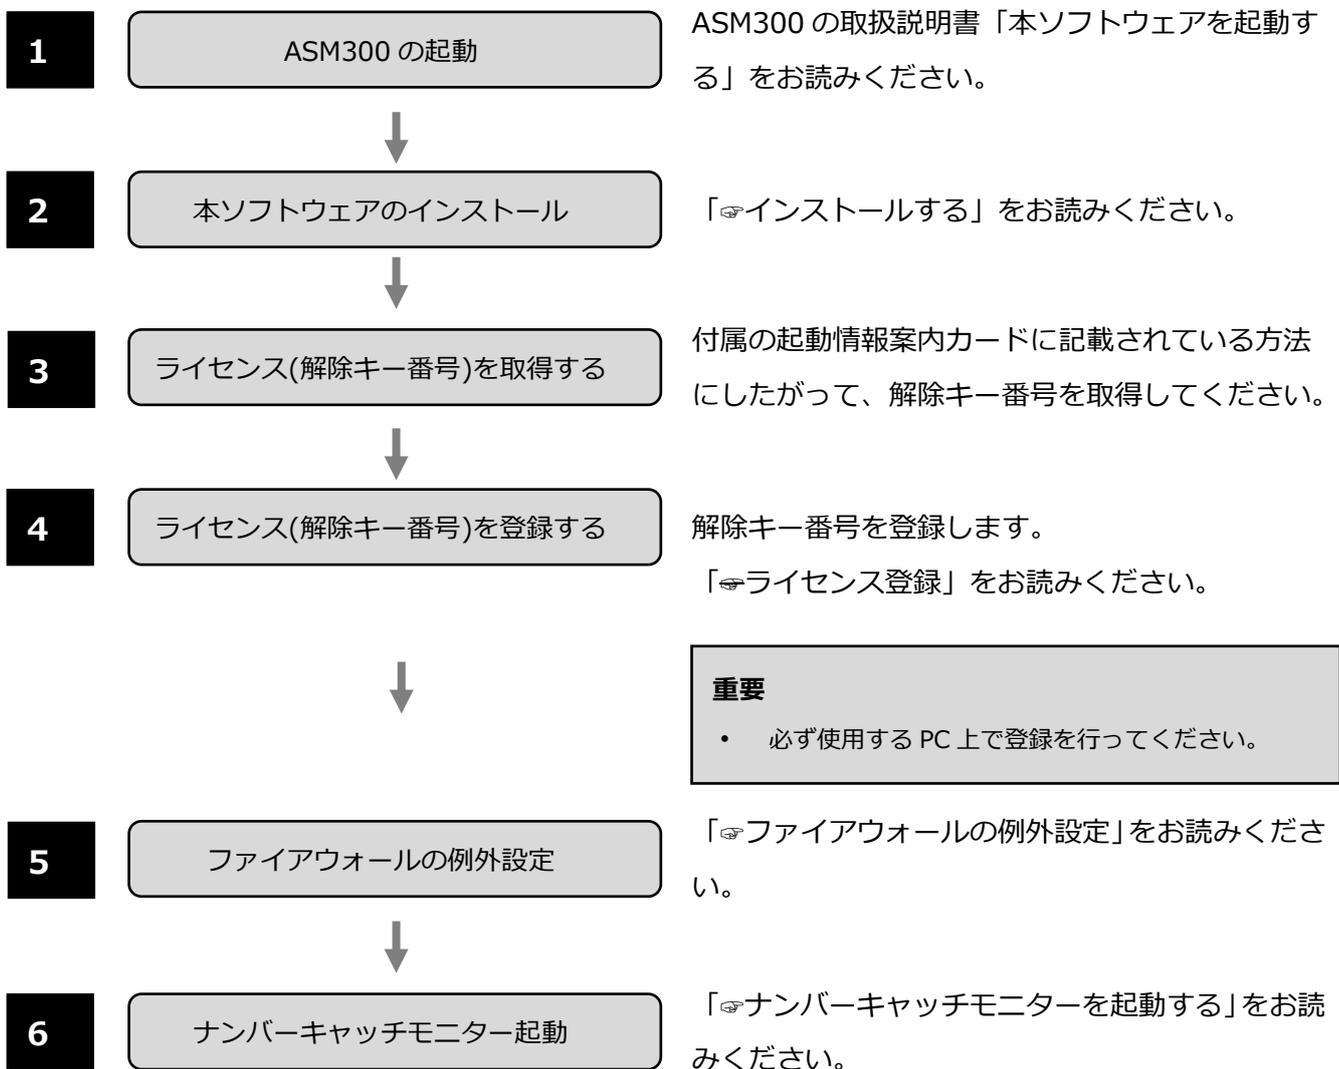 1
ASM300 の起動
ASM300 の取扱説明書「本ソフトウェアを起動す
る」をお読みください。
2
本ソフトウェアのインストール
「☞インストールする」をお読みください。
3
ライセンス(解除キー番号)を取得する
付属の起動情報案内カードに記載されている方法
にしたがって、解除キー番号を取得してください。
4
ライセンス(解除キー番号)を登録する
解除キー番号を登録します。
「☞ライセンス登録」をお読みください。
重要
• 必ず使用する PC 上で登録を行ってください。
5
ファイアウォールの例外設定
「☞ファイアウォールの例外設定」をお読みくださ
い。
6
ナンバーキャッチモニター起動
「☞ナンバーキャッチモニターを起動する」をお読
みください。